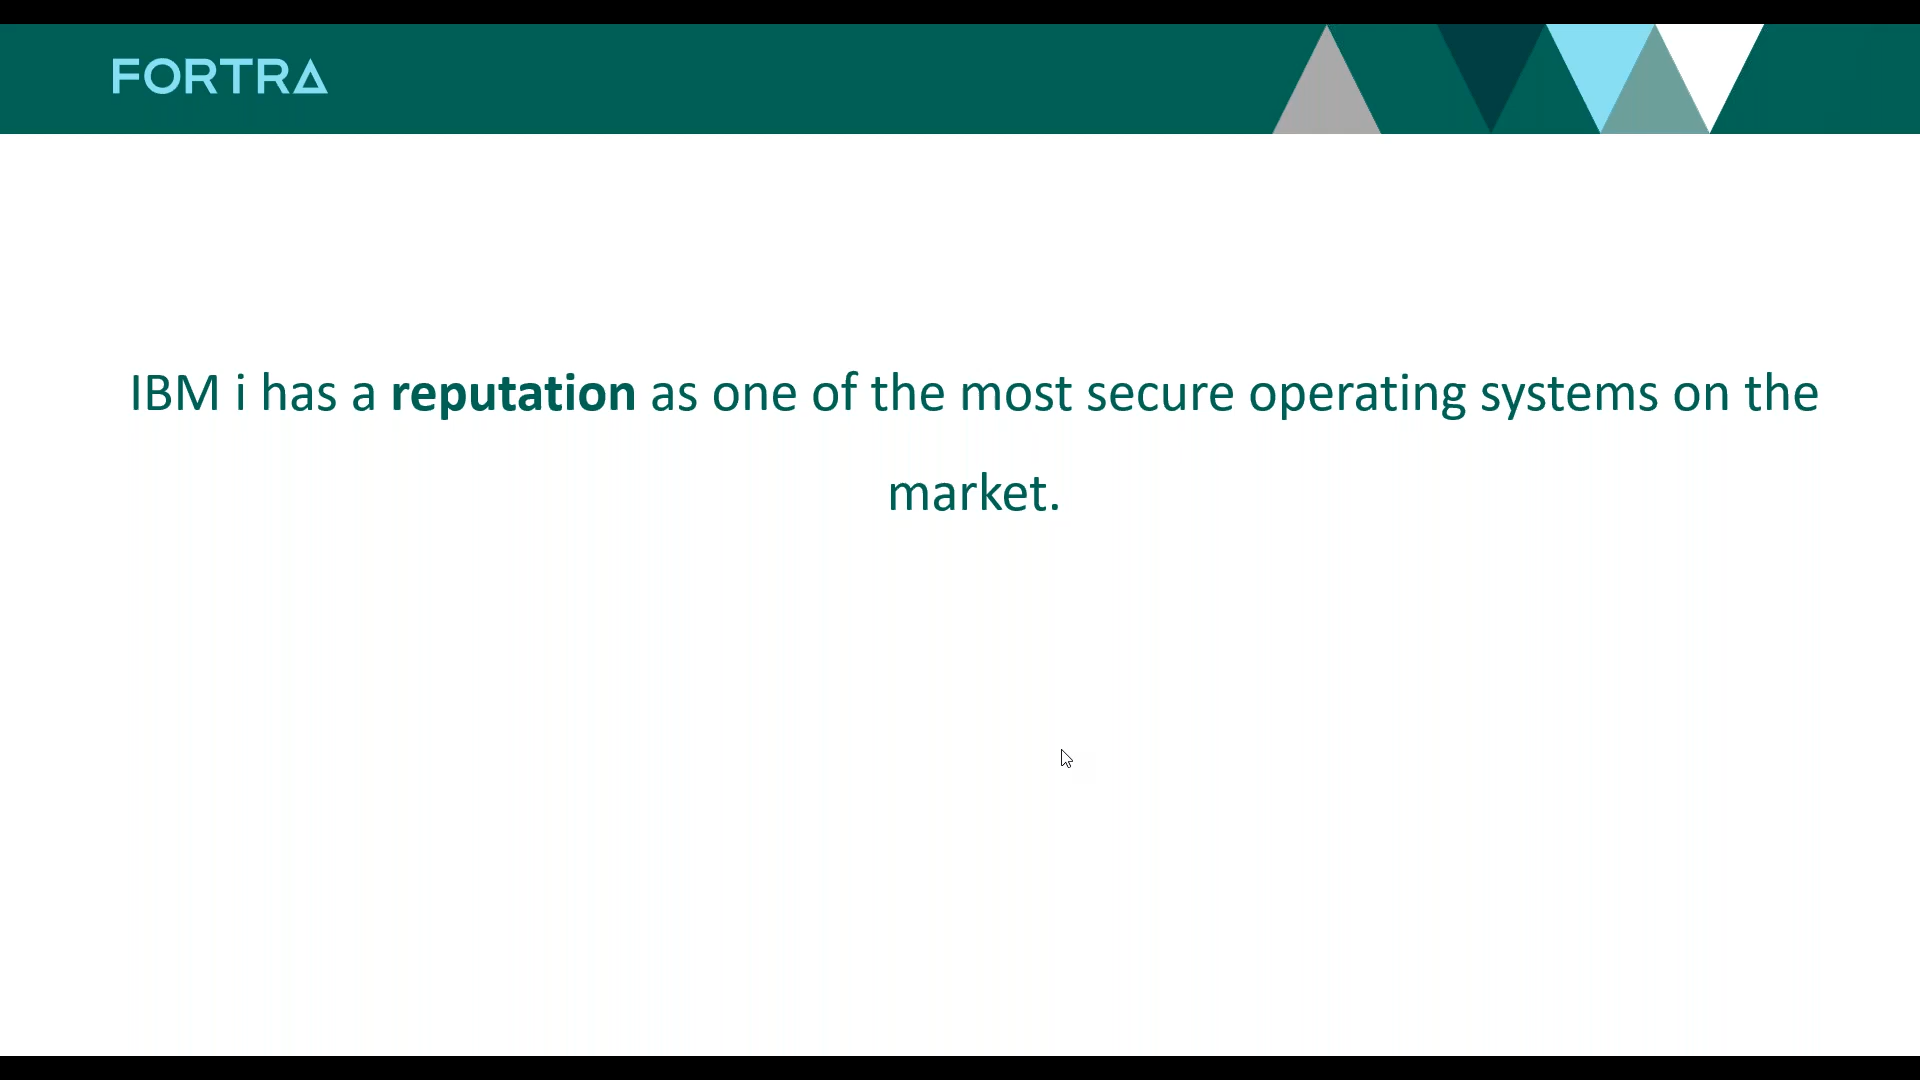 FORTRA
IBM i has a reputation as one of the most secure operating systems on the
market.